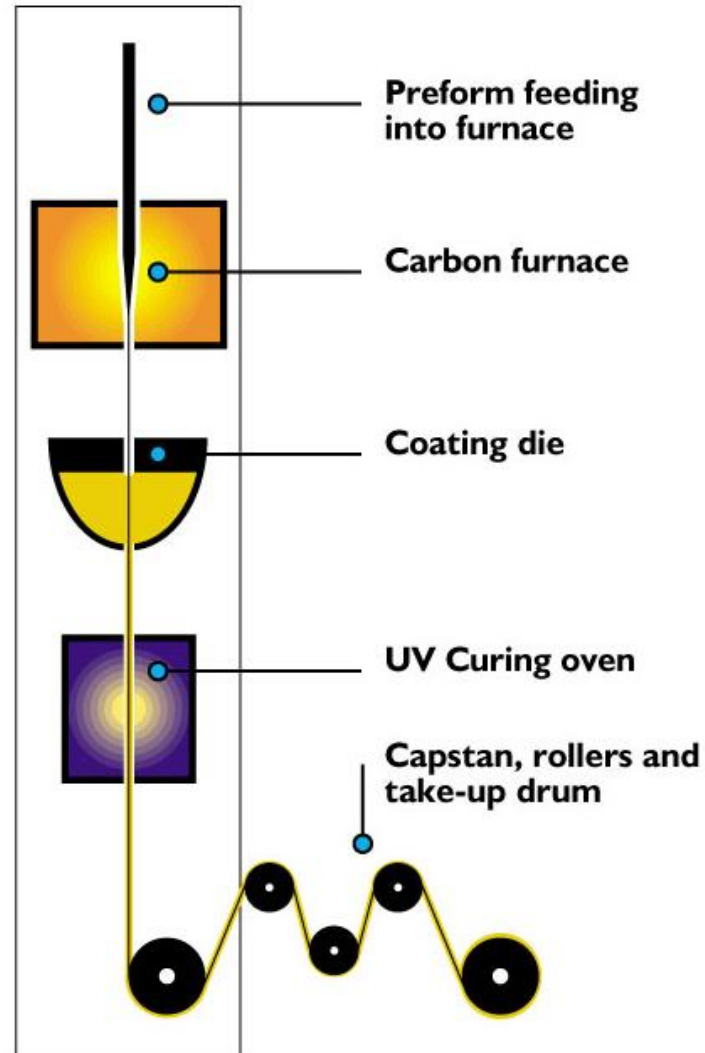 Preform feeding
into furnace
Carbon furnace
Coating die
UV Curing oven
Capstan, rollers and
take-up drum